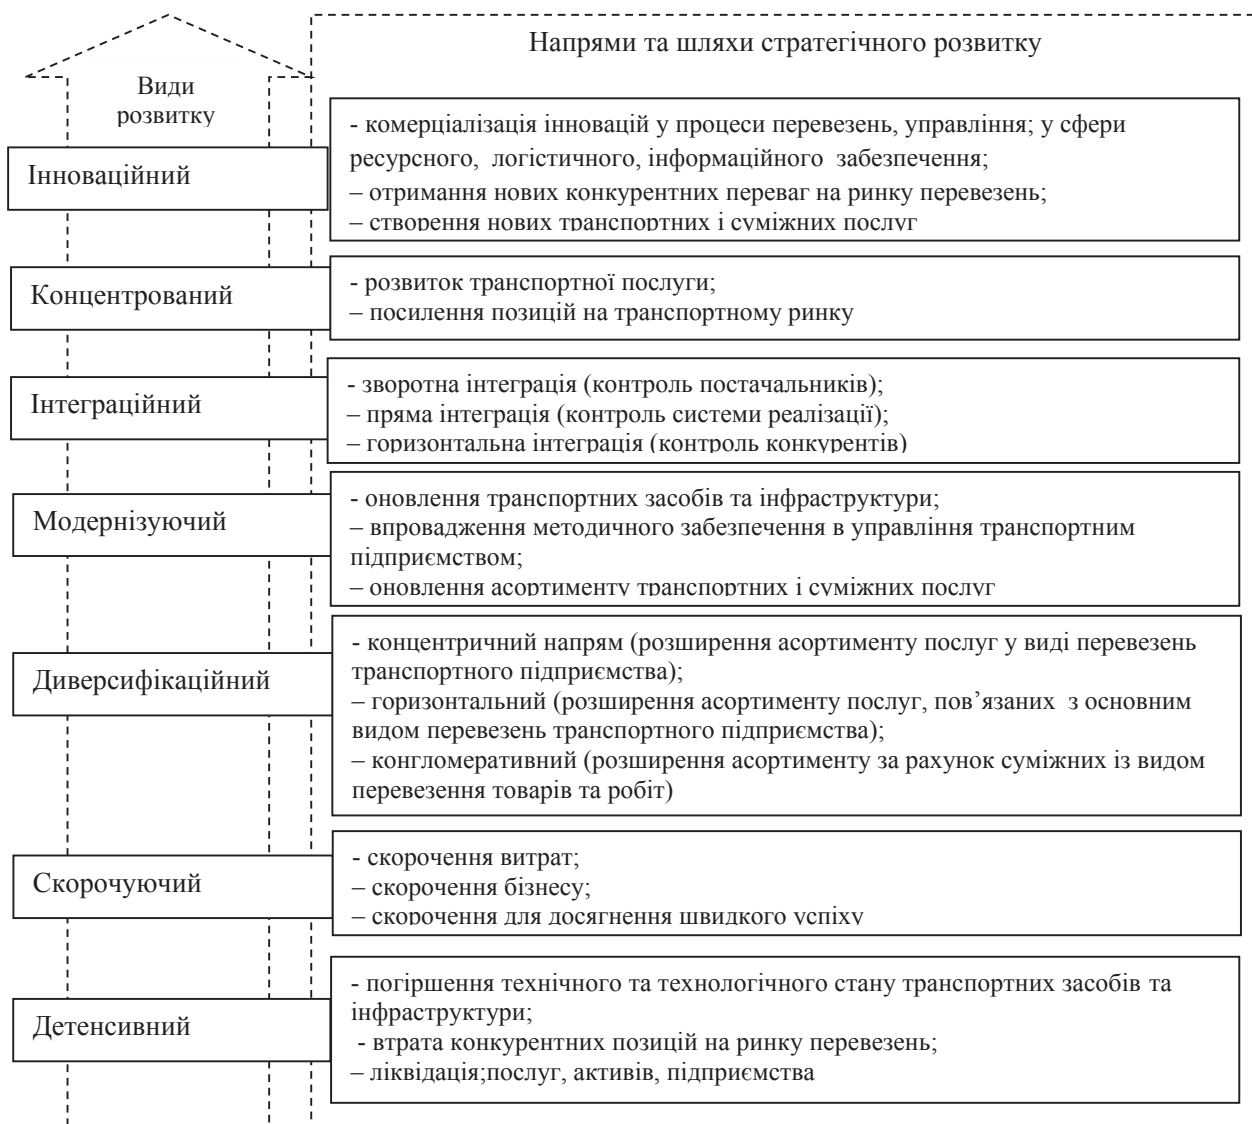 Напрями та шляхи стратегічного розвитку
Види
розвитку
Інноваційний
- комерціалізація інновацій у процеси перевезень, управління; у сфери
ресурсного, логістичного, інформаційного забезпечення;
– отримання нових конкурентних переваг на ринку перевезень;
– створення нових транспортних і суміжних послуг
Концентрований
- розвиток транспортної послуги;
– посилення позицій на транспортному ринку
Інтеграційний
- зворотна інтеграція (контроль постачальників);
– пряма інтеграція (контроль системи реалізації);
– горизонтальна інтеграція (контроль конкурентів)
Модернізуючий
- оновлення транспортних засобів та інфраструктури;
– впровадження методичного забезпечення в управління транспортним
підприємством;
– оновлення асортименту транспортних і суміжних послуг
Диверсифікаційний
- концентричний напрям (розширення асортименту послуг у виді перевезень
транспортного підприємства);
– горизонтальний (розширення асортименту послуг, пов’язаних з основним
видом перевезень транспортного підприємства);
– конгломеративний (розширення асортименту за рахунок суміжних із видом
перевезення товарів та робіт)
Скорочуючий
- скорочення витрат;
– скорочення бізнесу;
– скорочення для досягнення швидкого успіху
Детенсивний
- погіршення технічного та технологічного стану транспортних засобів та
інфраструктури;
- втрата конкурентних позицій на ринку перевезень;
– ліквідація;послуг, активів, підприємства